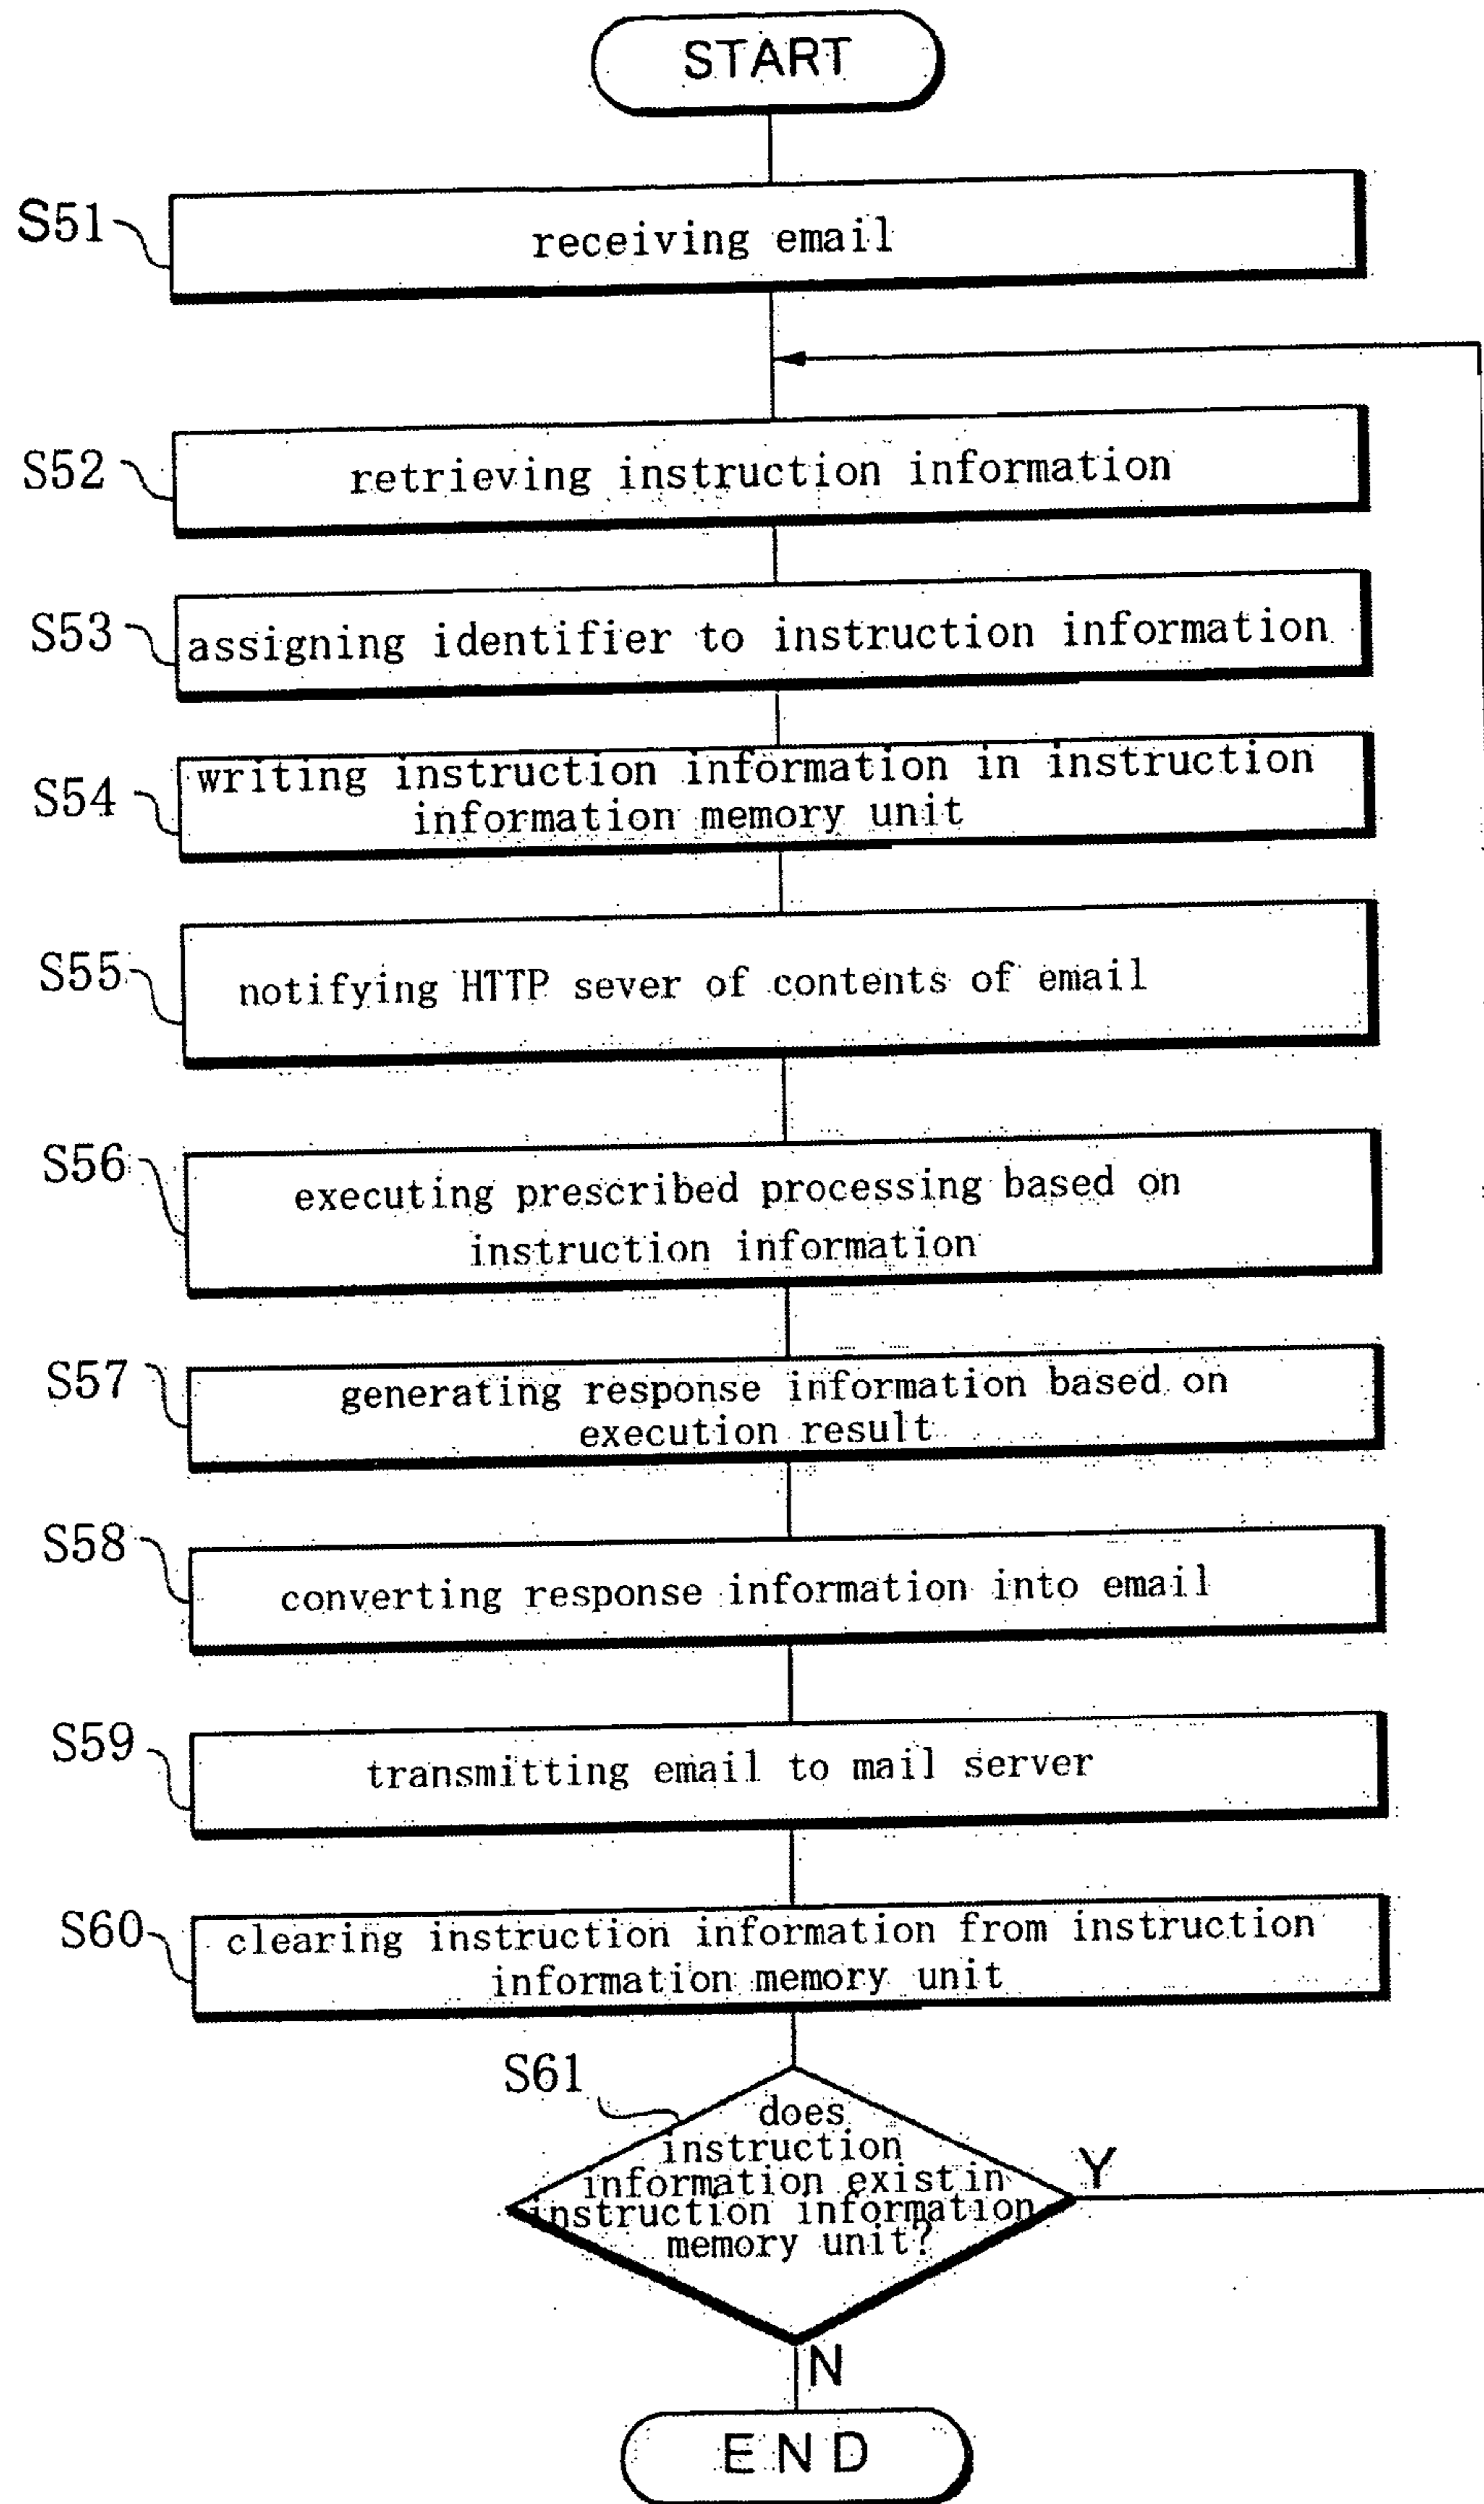 START
S51
receiving email
S52
retrieving instruction information
S53
assigning identifier to instruction information
S54
writing instruction information in instruction
information memory unit
S55
notifying HTTP sever of contents of email
S56
executing prescribed processing based on
instruction information
S57
generating response information based on
execution result
S58
converting response information into email
S59
transmitting email to mail server
S60
clearing instruction information from instruction
information memory unit
S61
does
instruction
information exist in
instruction information
memory unit?
Y
N
END